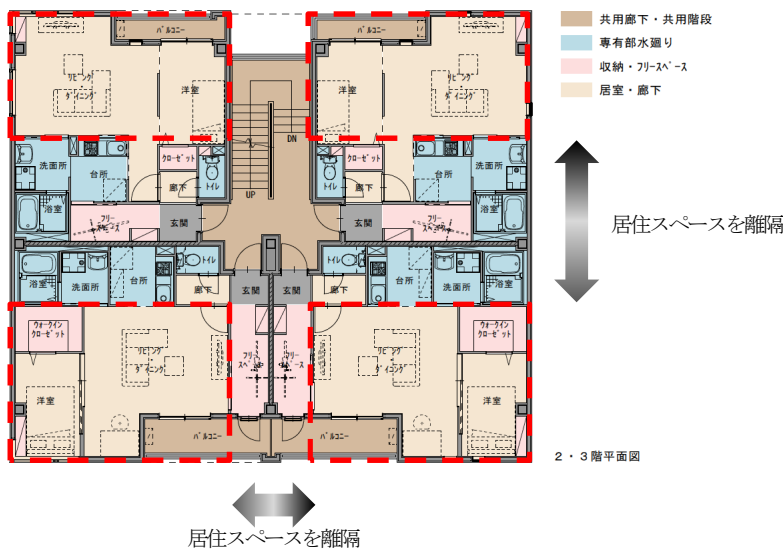 共用廊下・共用階段
専有部水廻り
収納・フリースペース
居室・廊下
バルコニー
バルコニー
リビング
ダイニング
洋室
洋室
リビング
ダイニング
DN
UP
洗面所
台所
クローゼット
トイレ
トイレ
クローゼット
台所
洗面所
廊下
廊下
浴室
フリー
スペース
玄関
玄関
フリー
スペース
浴室
居住スペースを離隔
浴室
洗面所
台所
トイレ
廊下
玄関
玄関
廊下
トイレ
台所
洗面所
浴室
ウォークイン
クローゼット
リビング
ダイニング
フリー
スペース
フリー
スペース
リビング
ダイニング
ウォークイン
クローゼット
洋室
洋室
バルコニー
バルコニー
2・3階平面図
居住スペースを離隔